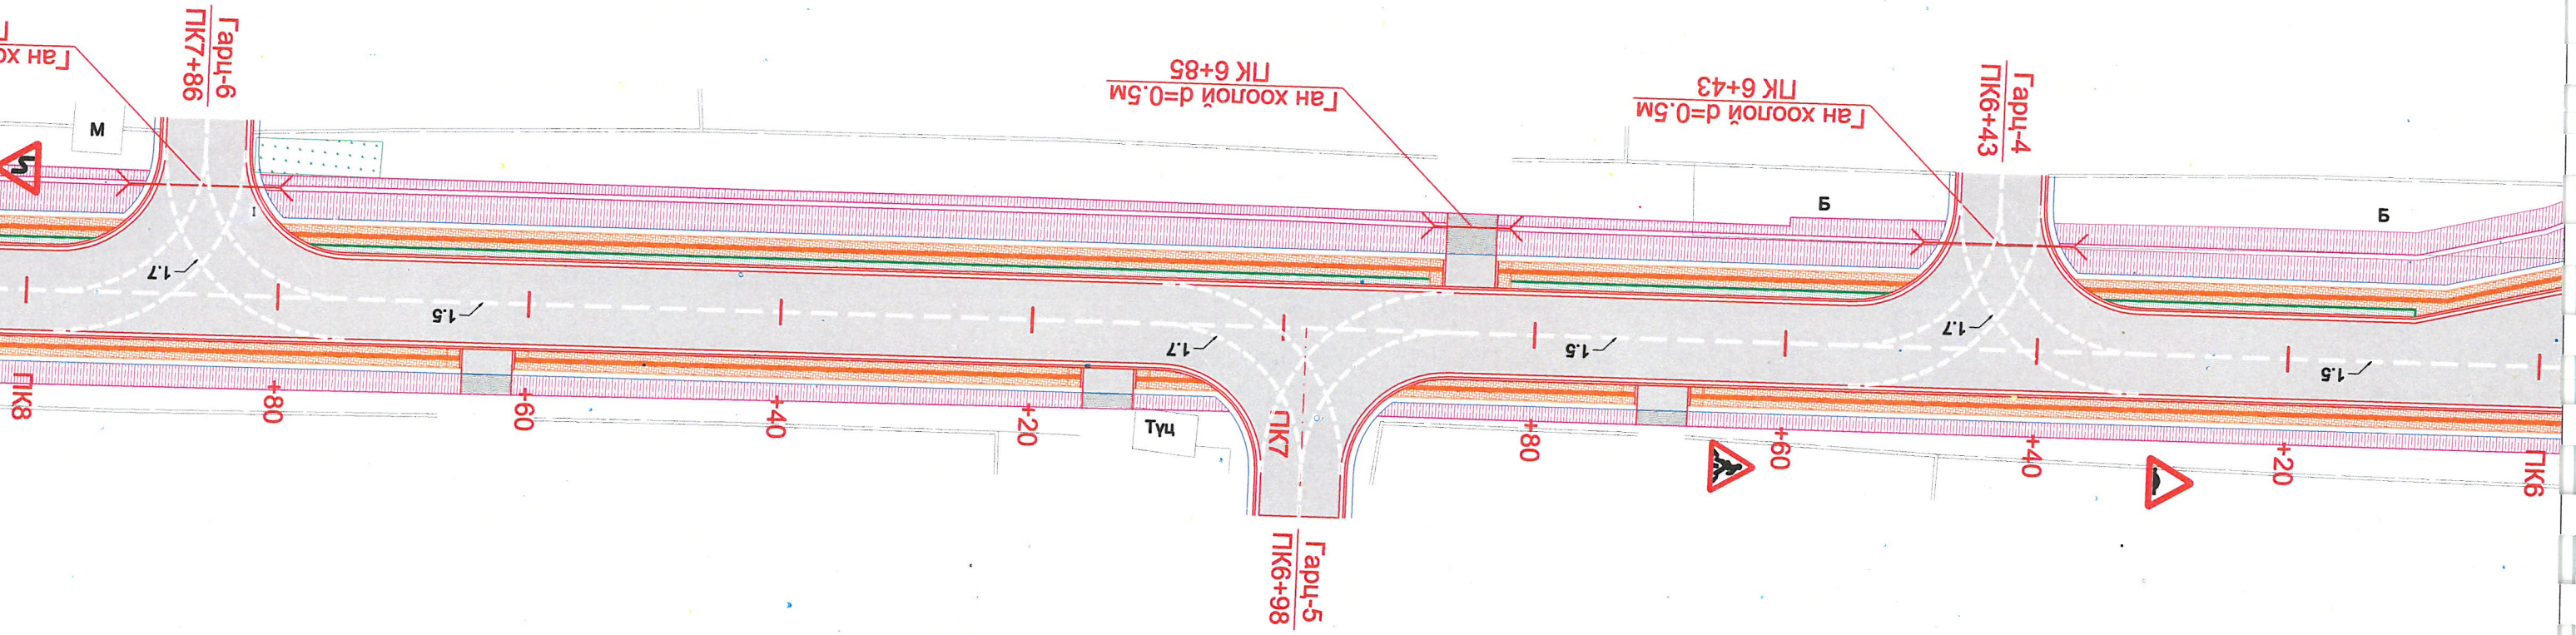 Ган хо
Гарц-6
ПК7+86
Ган хоолой d=0.5м
ПК 6+85
Ган хоолой d=0.5м
ПК 6+43
Гарц-4
ПК6+43
М
1.7
1.5
1.7
1.5
1.7
1.5
ПК8
+80
+60
+40
+20
ПК7
+80
+60
+40
+20
ПК6
Гарц-5
ПК6+98